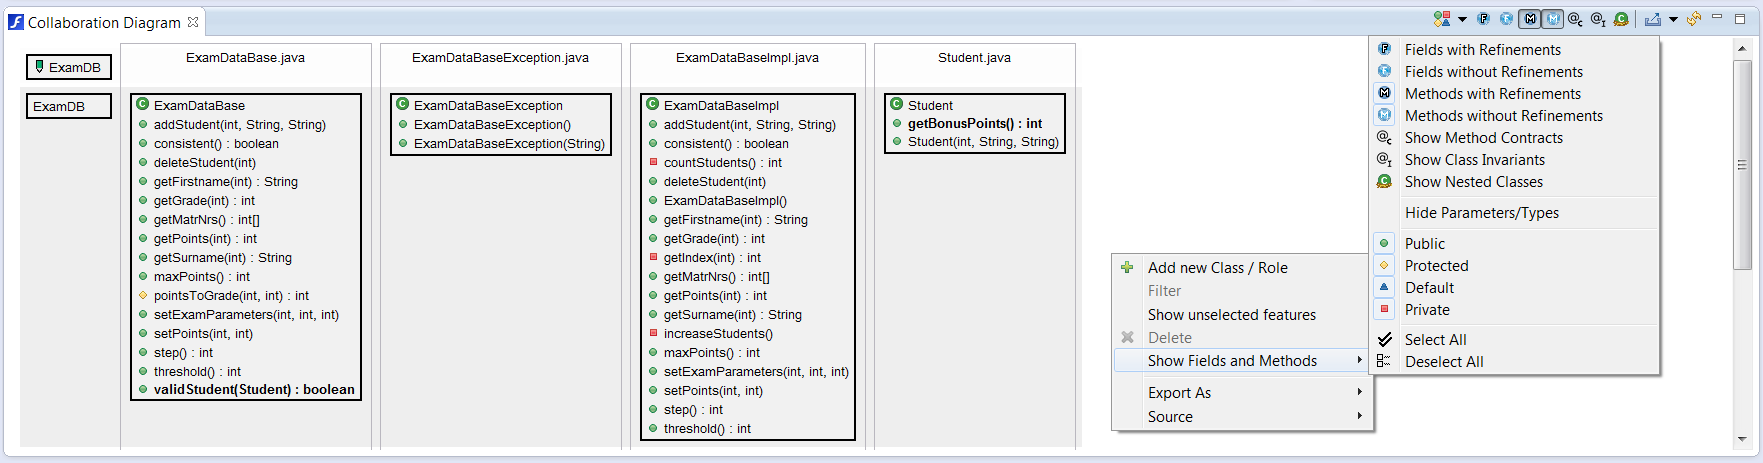 Collaboration Diagram
ExamDB
ExamDB
ExamDataBase.java
ExamDataBase
addStudent(int, String, String)
consistent() : boolean
deleteStudent(int)
getFirstname(int) : String
getGrade(int) : int
getMatrNrs() : int[]
getPoints(int) : int
getSurname(int) : String
maxPoints() : int
pointsToGrade(int, int) : int
setExamParameters(int, int, int)
setPoints(int, int)
step() : int
threshold() : int
validStudent(Student) : boolean
ExamDataBaseException.java
ExamDataBaseException
ExamDataBaseException()
ExamDataBaseException(String)
ExamDataBaseImpl.java
ExamDataBaseImpl
addStudent(int, String, String)
consistent() : boolean
countStudents() : int
deleteStudent(int)
ExamDataBaseImpl()
getFirstname(int) : String
getGrade(int) : int
getIndex(int) : int
getMatrNrs() : int[]
getPoints(int) : int
getSurname(int) : String
increaseStudents()
maxPoints() : int
setExamParameters(int, int, int)
setPoints(int, int)
step() : int
threshold() : int
Student.java
Student
getBonusPoints() : int
Student(int, String, String)
Add new Class / Role
Filter
Show unselected features
Delete
Show Fields and Methods
Export As
Source
Fields with Refinements
Fields without Refinements
Methods with Refinements
Methods without Refinements
Show Method Contracts
Show Class Invariants
Show Nested Classes
Hide Parameters/Types
Public
Protected
Default
Private
Select All
Deselect All